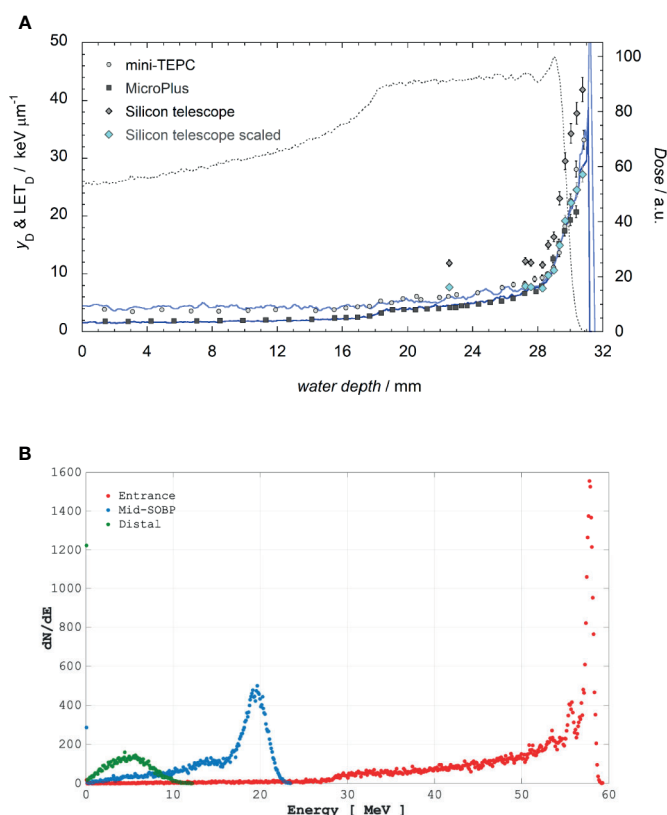 A
50
40
30
20
10
0
y_D & LET_D / keV μm⁻¹
mini-TEPC
MicroPlus
Silicon telescope
Silicon telescope scaled
100
80
60
40
20
0
Dose / a.u.
0 4 8 12 16 20 24 28 32
water depth / mm
B
1600
1400
1200
1000
800
600
400
200
0
dN/dE
Entrance
Mid-SOBP
Distal
0 10 20 30 40 50 60
Energy [ MeV ]